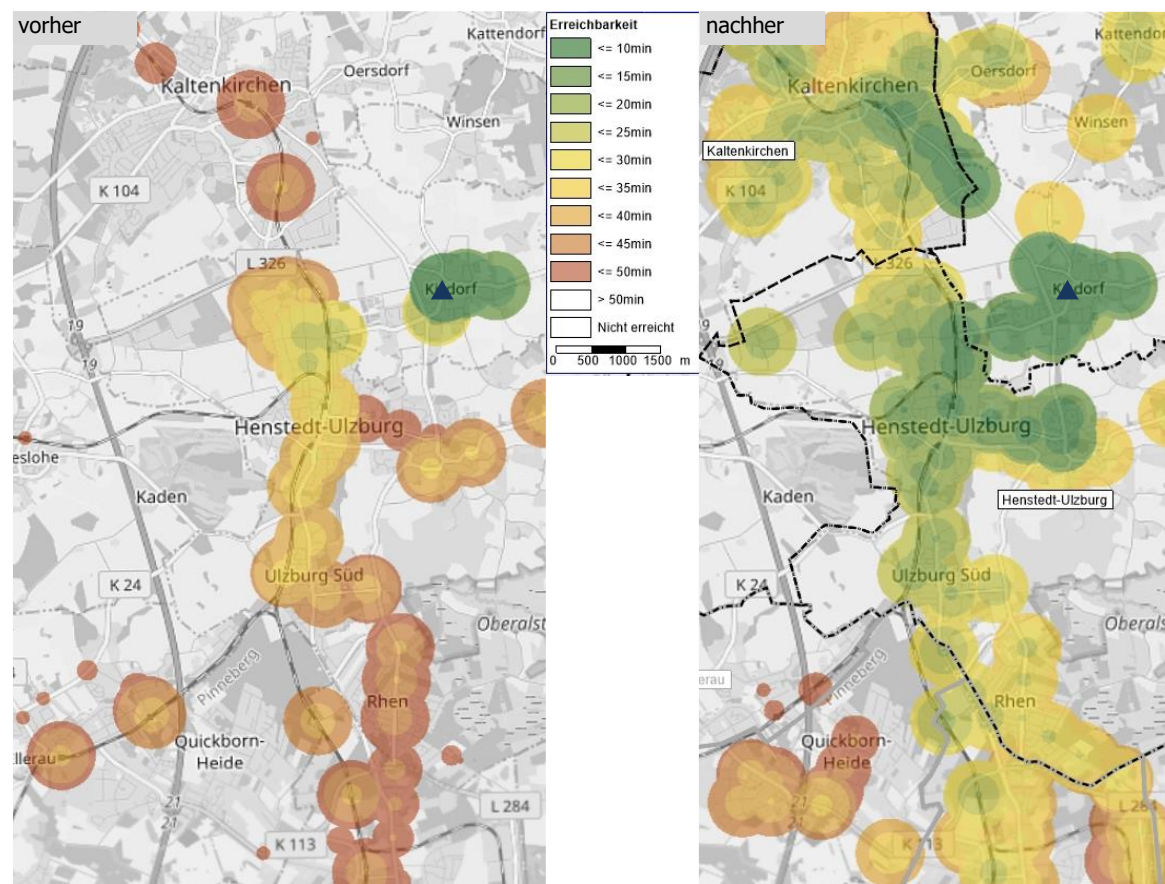 vorher
Kattendorf
Kaltenkirchen
Oersdorf
Winsen
K 104
L 326
19
19
Henstedt-Ulzburg
eslohe
Kaden
K 24
Ulzburg Süd
Oberalst
Pinneberg
Rhen
Quickborn-
Heide
llerau
21
21
L 284
K 113
Erreichbarkeit
<= 10min
<= 15min
<= 20min
<= 25min
<= 30min
<= 35min
<= 40min
<= 45min
<= 50min
> 50min
Nicht erreicht
0 500 1000 1500 m
nachher
Kattendo
Kaltenkirchen
Oersdorf
Winsen
Kaltenkirchen
K 104
L 326
19
19
Henstedt-Ulzburg
Kaden
Henstedt-Ulzburg
K 24
Ulzburg Süd
Oberalst
erau
Pinneberg
Rhen
Quickborn-
Heide
21
21
L 284
K 113